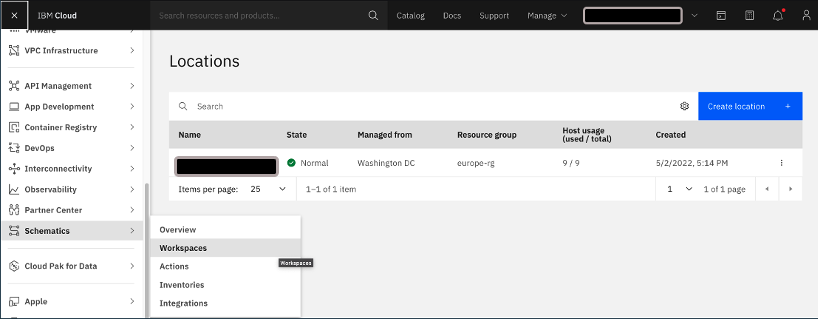 IBM Cloud
Search resources and products...
Catalog
Docs
Support
Manage
VMware
VPC Infrastructure
API Management
App Development
Container Registry
DevOps
Interconnectivity
Observability
Partner Center
Schematics
Cloud Pak for Data
Apple
Overview
Workspaces
Actions
Inventories
Integrations
Workspaces
Locations
Search
Create location +
Name State Managed from Resource group Host usage (used / total) Created
Normal Washington DC europe-rg 9 / 9 5/2/2022, 5:14 PM
Items per page: 25 1–1 of 1 item 1 1 of 1 page